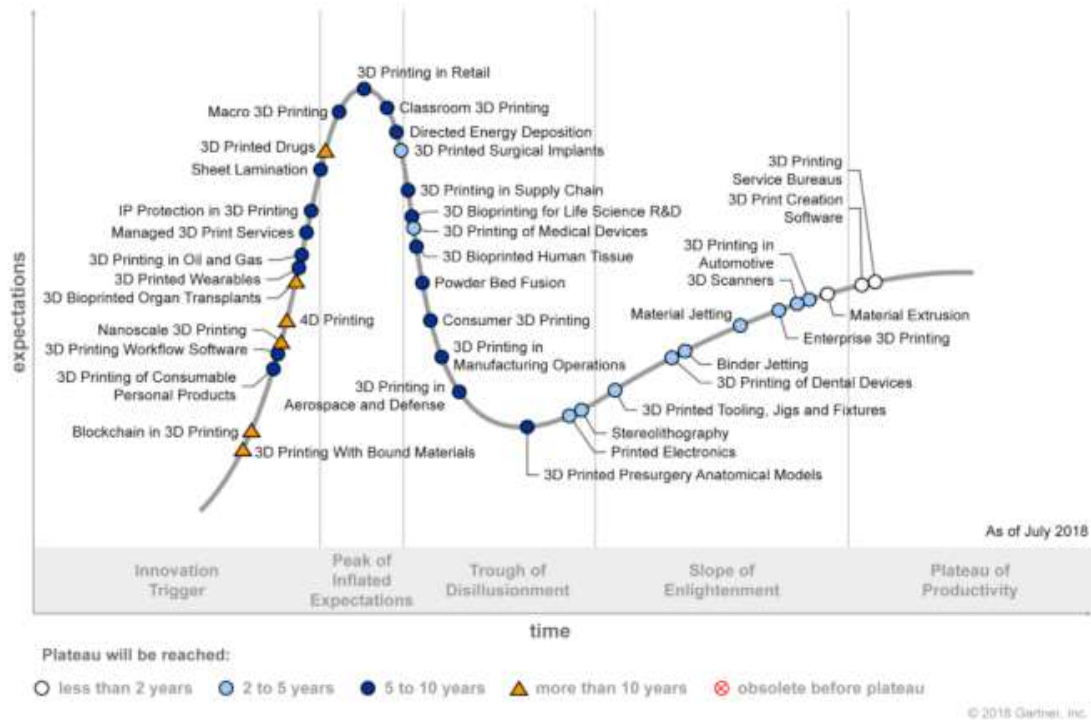 3D Printing in Retail
Macro 3D Printing
Classroom 3D Printing
Directed Energy Deposition
3D Printed Drugs
3D Printed Surgical Implants
Sheet Lamination
3D Printing in Supply Chain
IP Protection in 3D Printing
3D Bioprinting for Life Science R&D
Managed 3D Print Services
3D Printing of Medical Devices
3D Printing in Oil and Gas
3D Bioprinted Human Tissue
3D Printed Wearables
Powder Bed Fusion
3D Bioprinted Organ Transplants
4D Printing
Consumer 3D Printing
Nanoscale 3D Printing
3D Printing Workflow Software
3D Printing in
Manufacturing Operations
3D Printing of Consumable
Personal Products
3D Printing in
Aerospace and Defense
Blockchain in 3D Printing
3D Printing With Bound Materials
3D Printing
Service Bureaus
3D Print Creation
Software
3D Printing in
Automotive
3D Scanners
Material Jetting
Material Extrusion
Enterprise 3D Printing
Binder Jetting
3D Printing of Dental Devices
3D Printed Tooling, Jigs and Fixtures
Stereolithography
Printed Electronics
3D Printed Presurgery Anatomical Models
expectations
As of July 2018
Innovation
Trigger
Peak of
Inflated
Expectations
Trough of
Disillusionment
Slope of
Enlightenment
Plateau of
Productivity
time
Plateau will be reached:
less than 2 years
2 to 5 years
5 to 10 years
more than 10 years
obsolete before plateau
© 2018 Gartner, Inc.